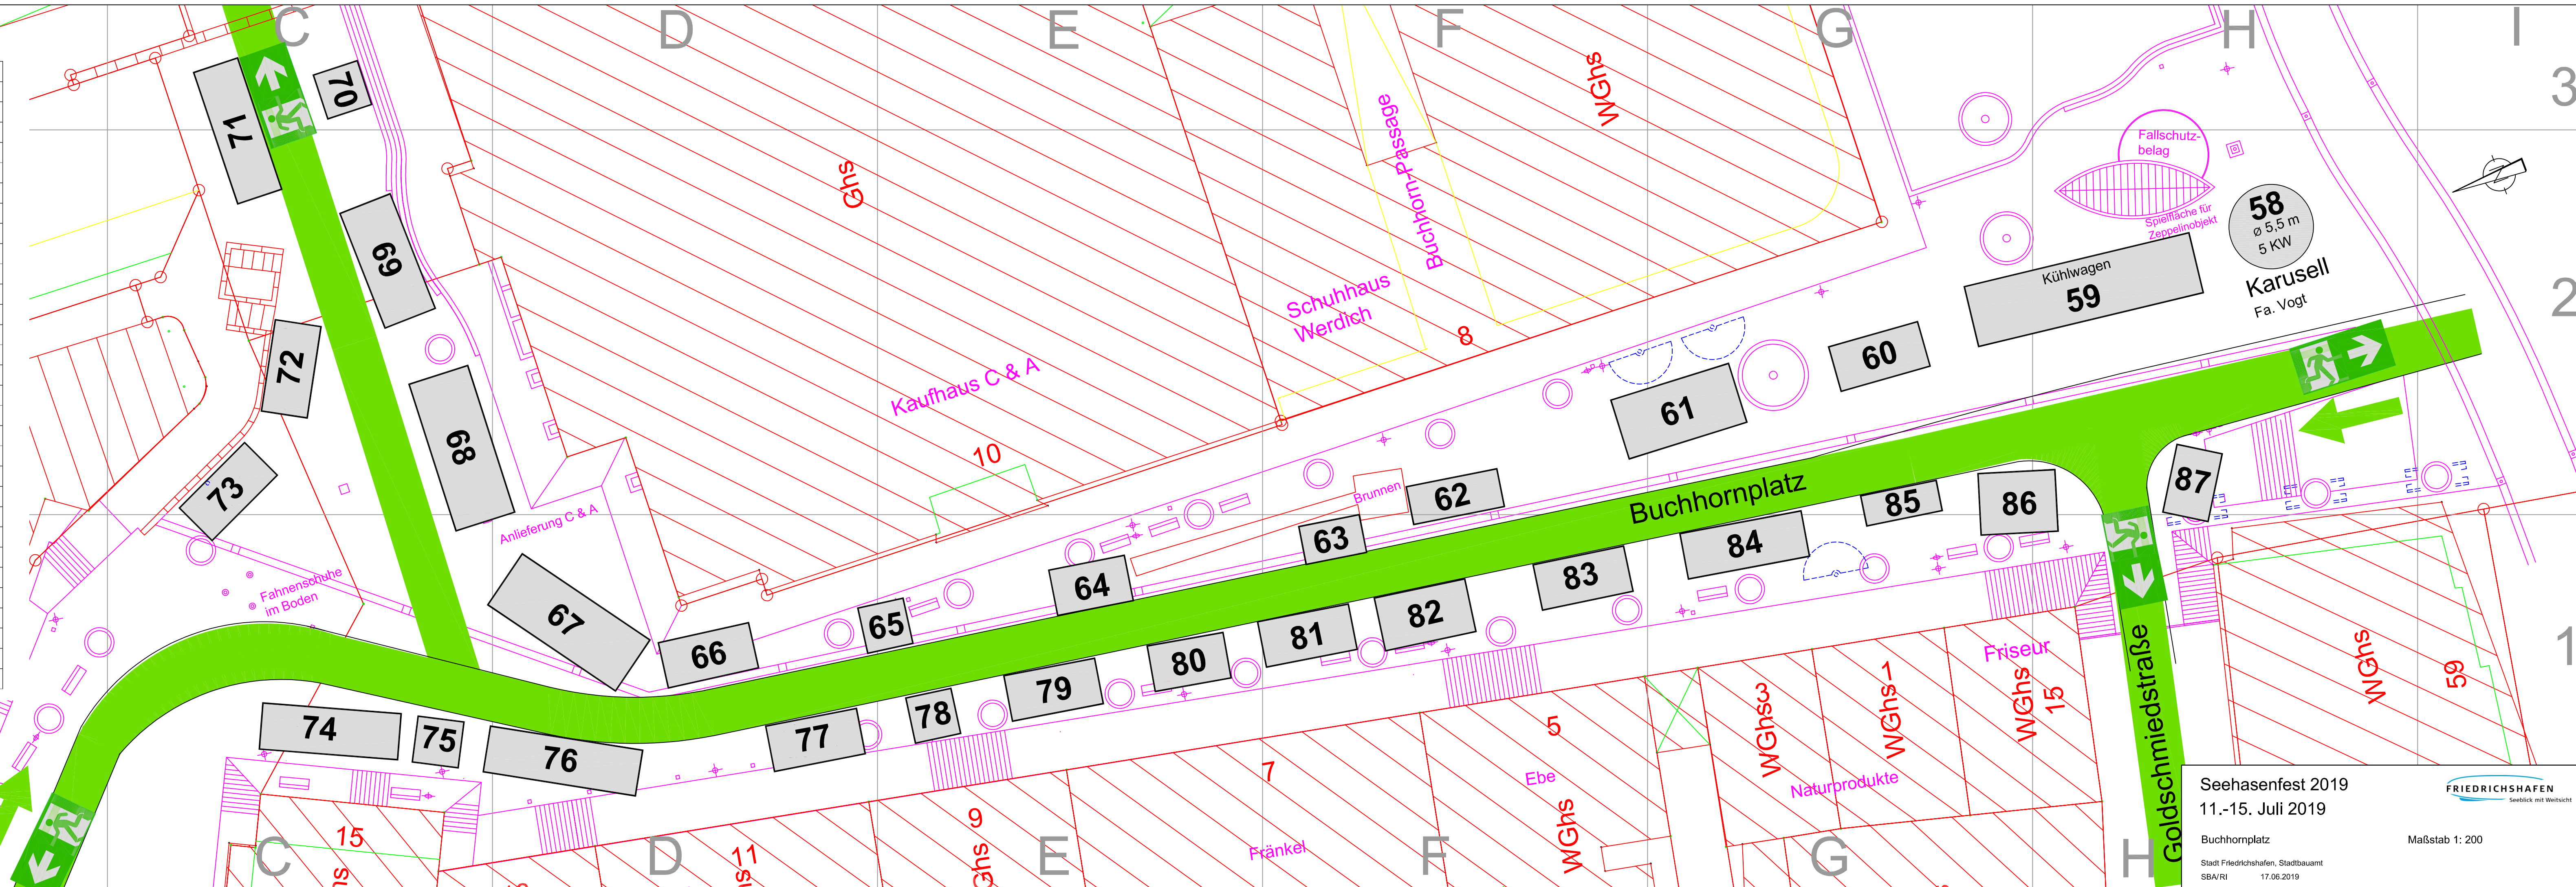 C
D
E
F
G
H
I
3
2
1
70
71
69
72
68
73
67
66
65
64
63
62
61
60
Kühlwagen
59
58
ø 5,5 m
5 KW
Karusell
Fa. Vogt
Fallschutz-
belag
Spielfläche für
Zeppelinobjekt
WGhs
Ghs
Buchhorn-Passage
Schuhhaus
Werdich
8
Kaufhaus C & A
10
Brunnen
Anlieferung C & A
Fahnenschuhe
im Boden
Buchhornplatz
Goldschmiedstraße
74
75
76
77
78
79
80
81
82
83
84
85
86
87
15
11
9
7
Fränkel
5
Ebe
WGhs
WGhs3
WGhs-1
Naturprodukte
Friseur
WGhs
15
WGhs
59
C
D
E
F
G
H
Seehasenfest 2019
11.-15. Juli 2019
Buchhornplatz
Maßstab 1: 200
Stadt Friedrichshafen, Stadtbauamt
SBA/RI 17.06.2019
FRIEDRICHSHAFEN
Seeblick mit Weitsicht